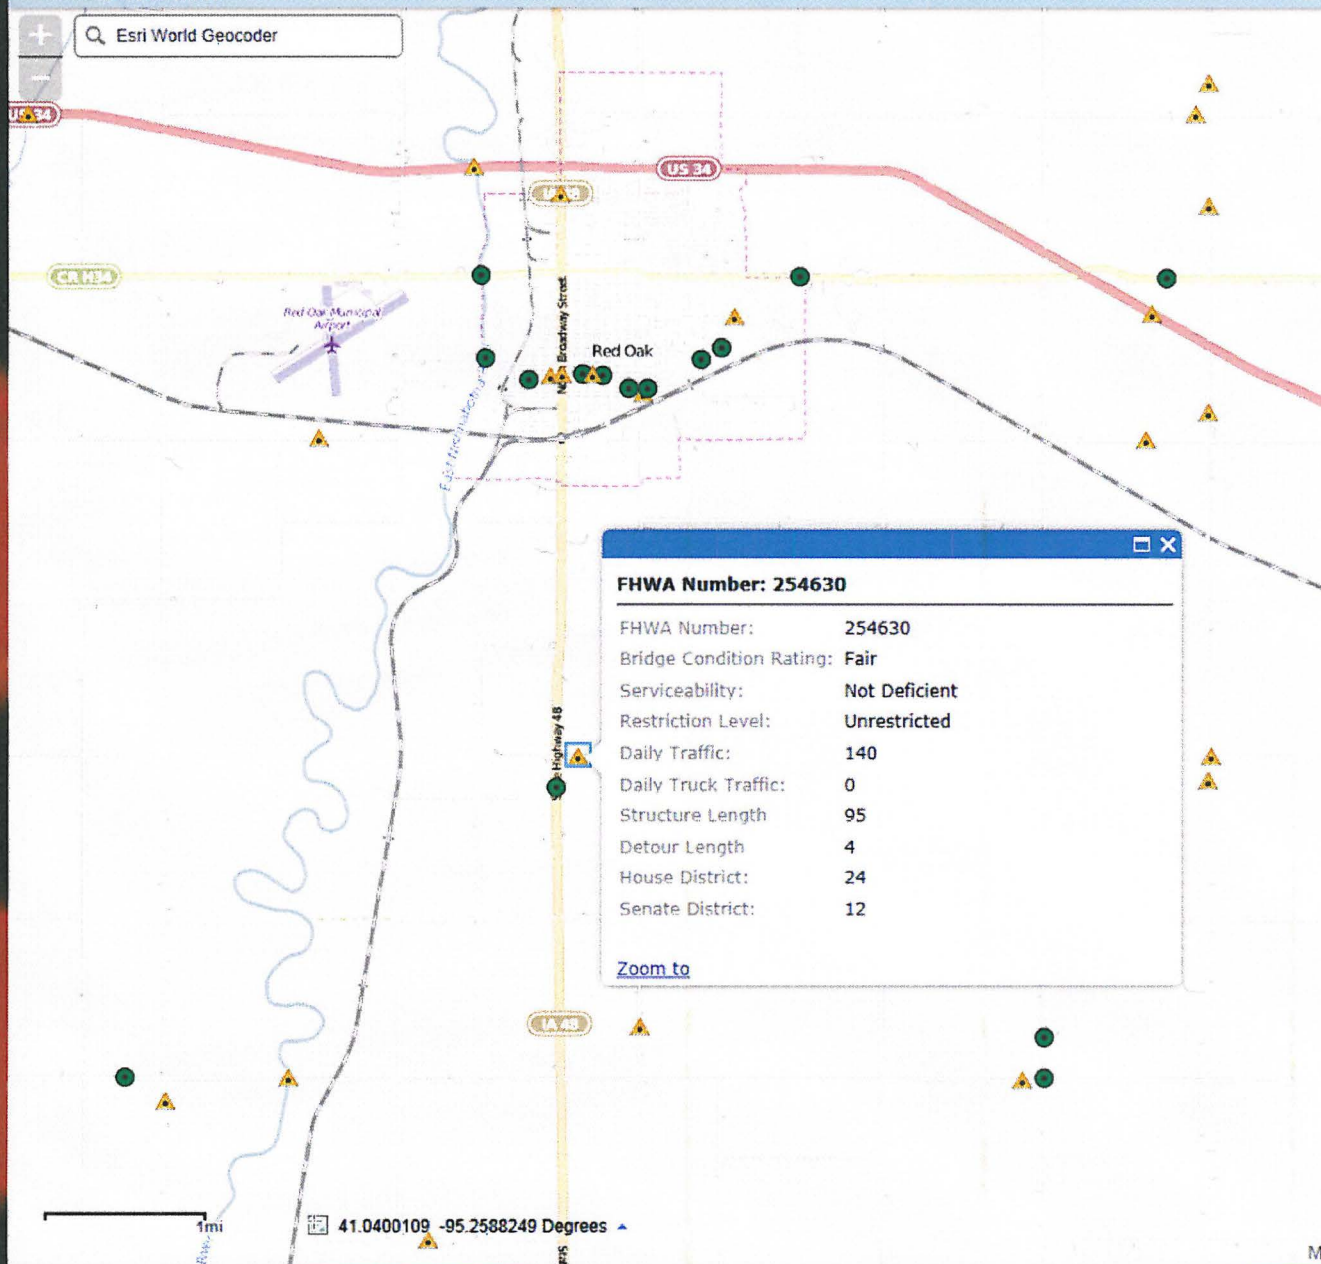 Esri World Geocoder
US 34
US 34
CR H34
Red Oak Municipal
Airport
North Broadway Street
Red Oak
FHWA Number: 254630
FHWA Number: 254630
Bridge Condition Rating: Fair
Serviceability: Not Deficient
Restriction Level: Unrestricted
Daily Traffic: 140
Daily Truck Traffic: 0
Structure Length 95
Detour Length 4
House District: 24
Senate District: 12
Zoom to
Highway 48
IA 48
1mi
41.0400109 -95.2588249 Degrees
M